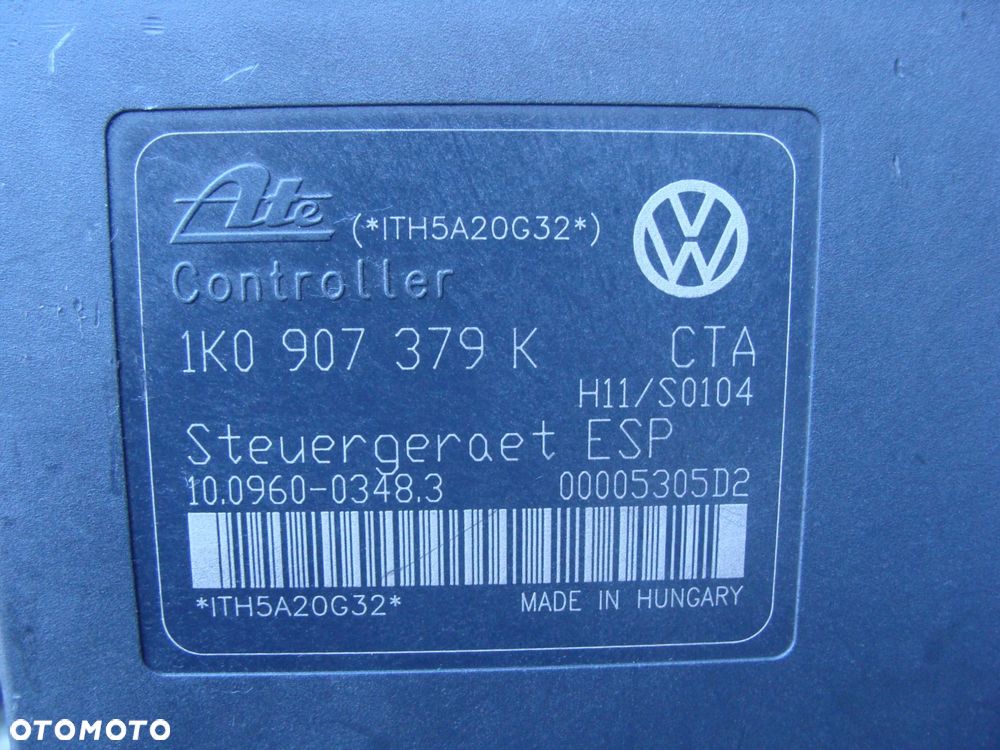 Ate (*ITH5A20G32*)
Controller
1K0 907 379 K CTA
H11/S0104
Steuergeraet ESP
10.0960-0348.3 00005305D2
*ITH5A20G32* MADE IN HUNGARY
OTOMOTO